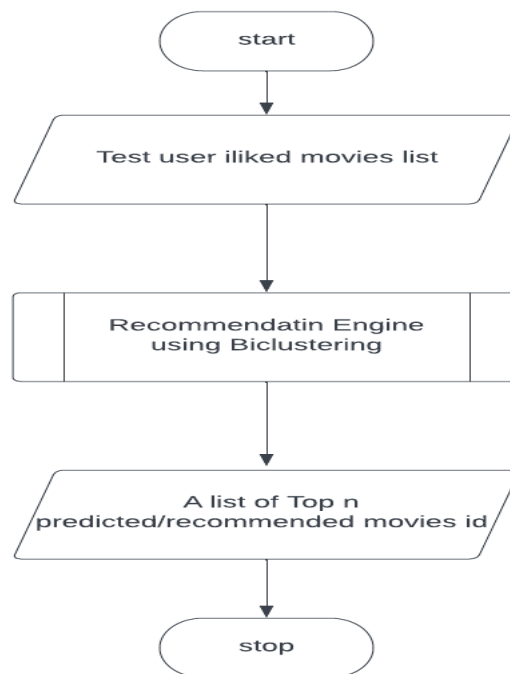 start
Test user iliked movies list
Recommendatin Engine
using Biclustering
A list of Top n
predicted/recommended movies id
stop